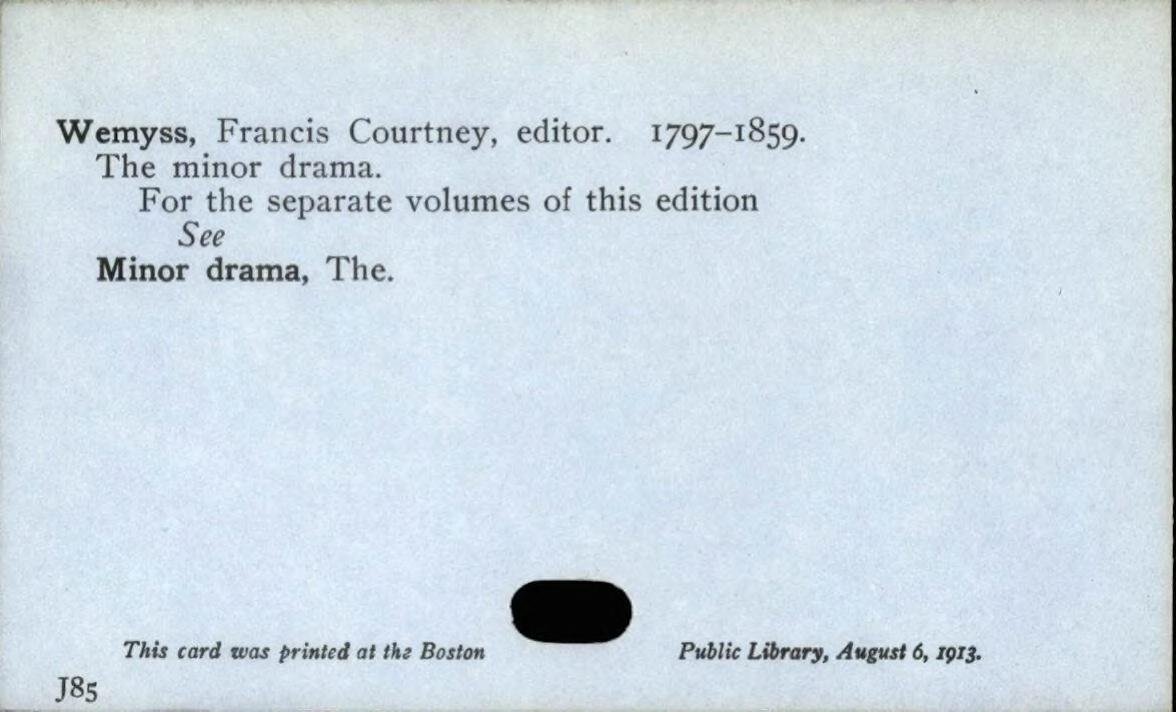 Wemyss, Francis Courtney, editor. 1797–1859.
The minor drama.
For the separate volumes of this edition
See
Minor drama, The.
This card was printed at the Boston Public Library, August 6, 1913.
J85